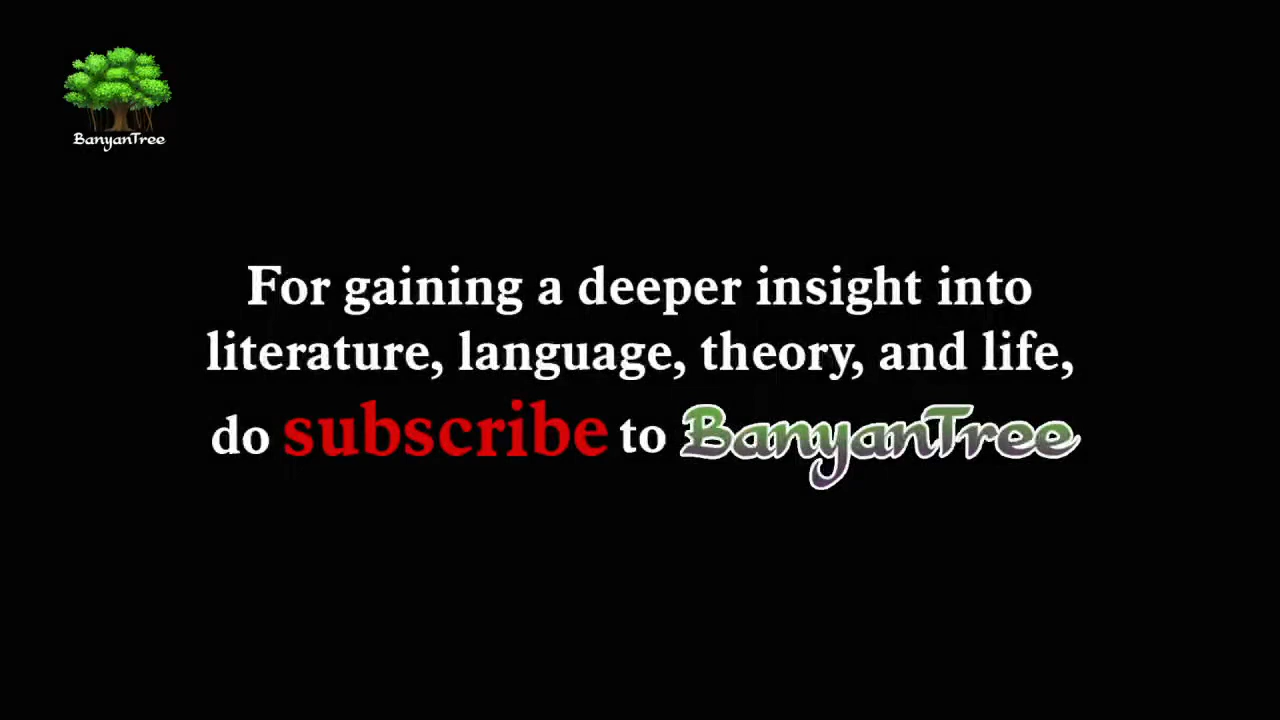 BanyanTree
For gaining a deeper insight into
literature, language, theory, and life,
do subscribe to BanyanTree